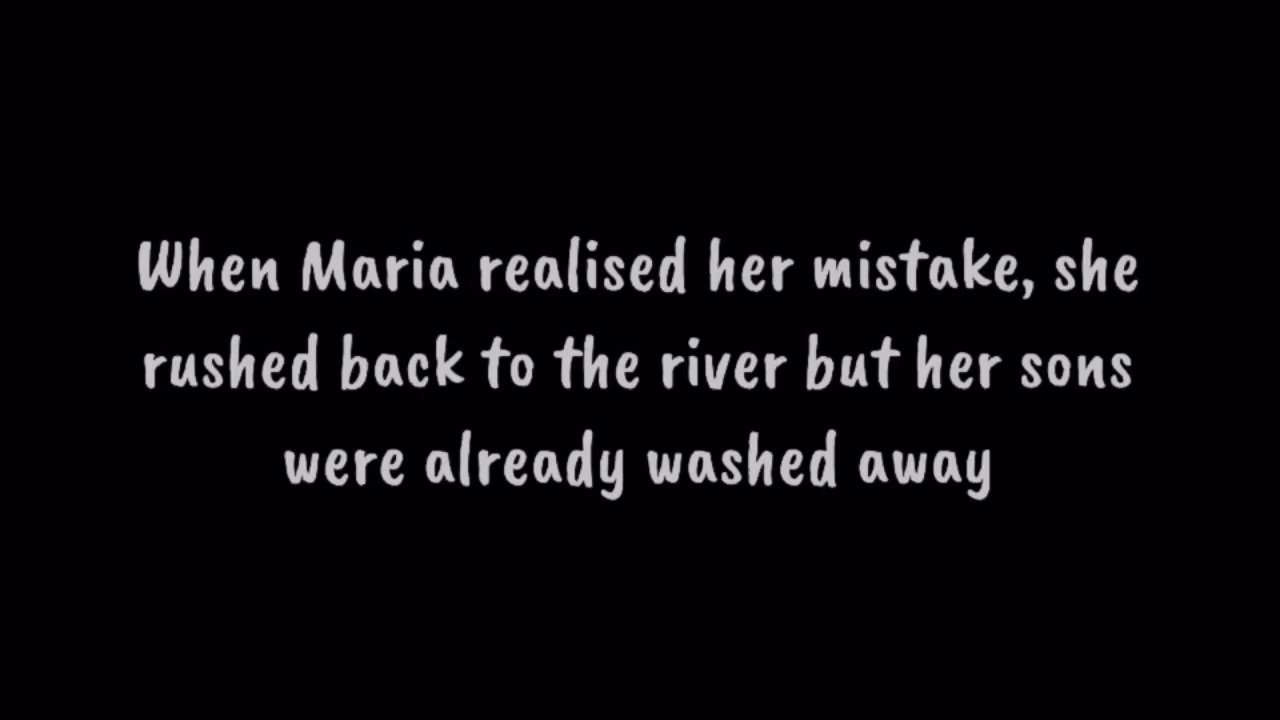 When Maria realised her mistake, she
rushed back to the river but her sons
were already washed away